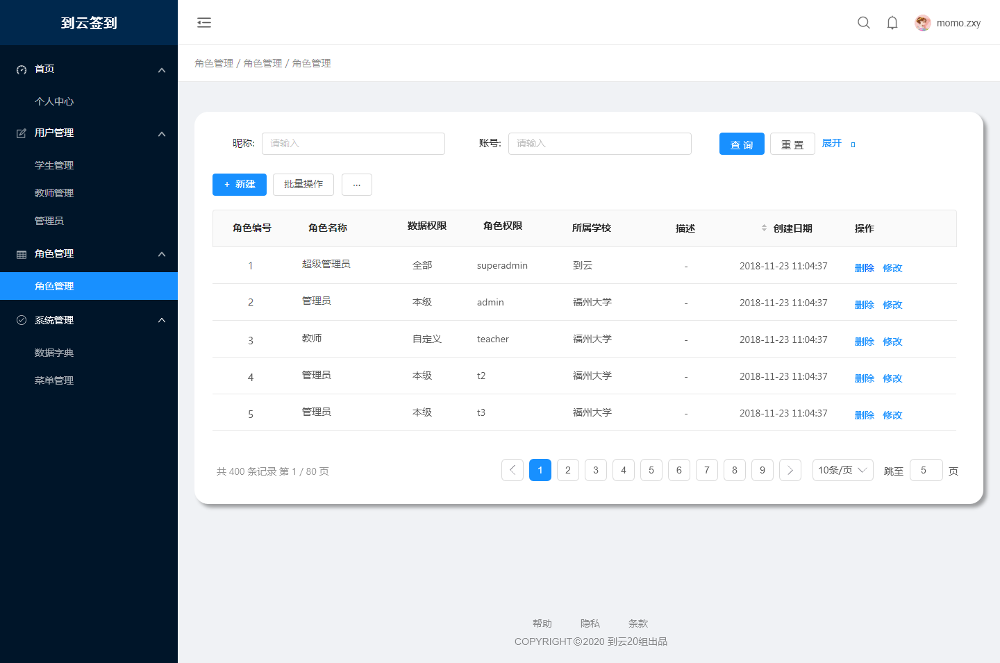 到云签到
momo.zxy
首页
个人中心
用户管理
学生管理
教师管理
管理员
角色管理
角色管理
系统管理
数据字典
菜单管理
角色管理 / 角色管理 / 角色管理
昵称: 请输入 账号: 请输入 查 询 重 置 展开
+ 新建 批量操作 ...
角色编号 角色名称 数据权限 角色权限 所属学校 描述 创建日期 操作
1 超级管理员 全部 superadmin 到云 - 2018-11-23 11:04:37 删除 修改
2 管理员 本级 admin 福州大学 - 2018-11-23 11:04:37 删除 修改
3 教师 自定义 teacher 福州大学 - 2018-11-23 11:04:37 删除 修改
4 管理员 本级 t2 福州大学 - 2018-11-23 11:04:37 删除 修改
5 管理员 本级 t3 福州大学 - 2018-11-23 11:04:37 删除 修改
共 400 条记录 第 1 / 80 页 1 2 3 4 5 6 7 8 9 10条/页 跳至 5 页
帮助 隐私 条款
COPYRIGHT©2020 到云20组出品